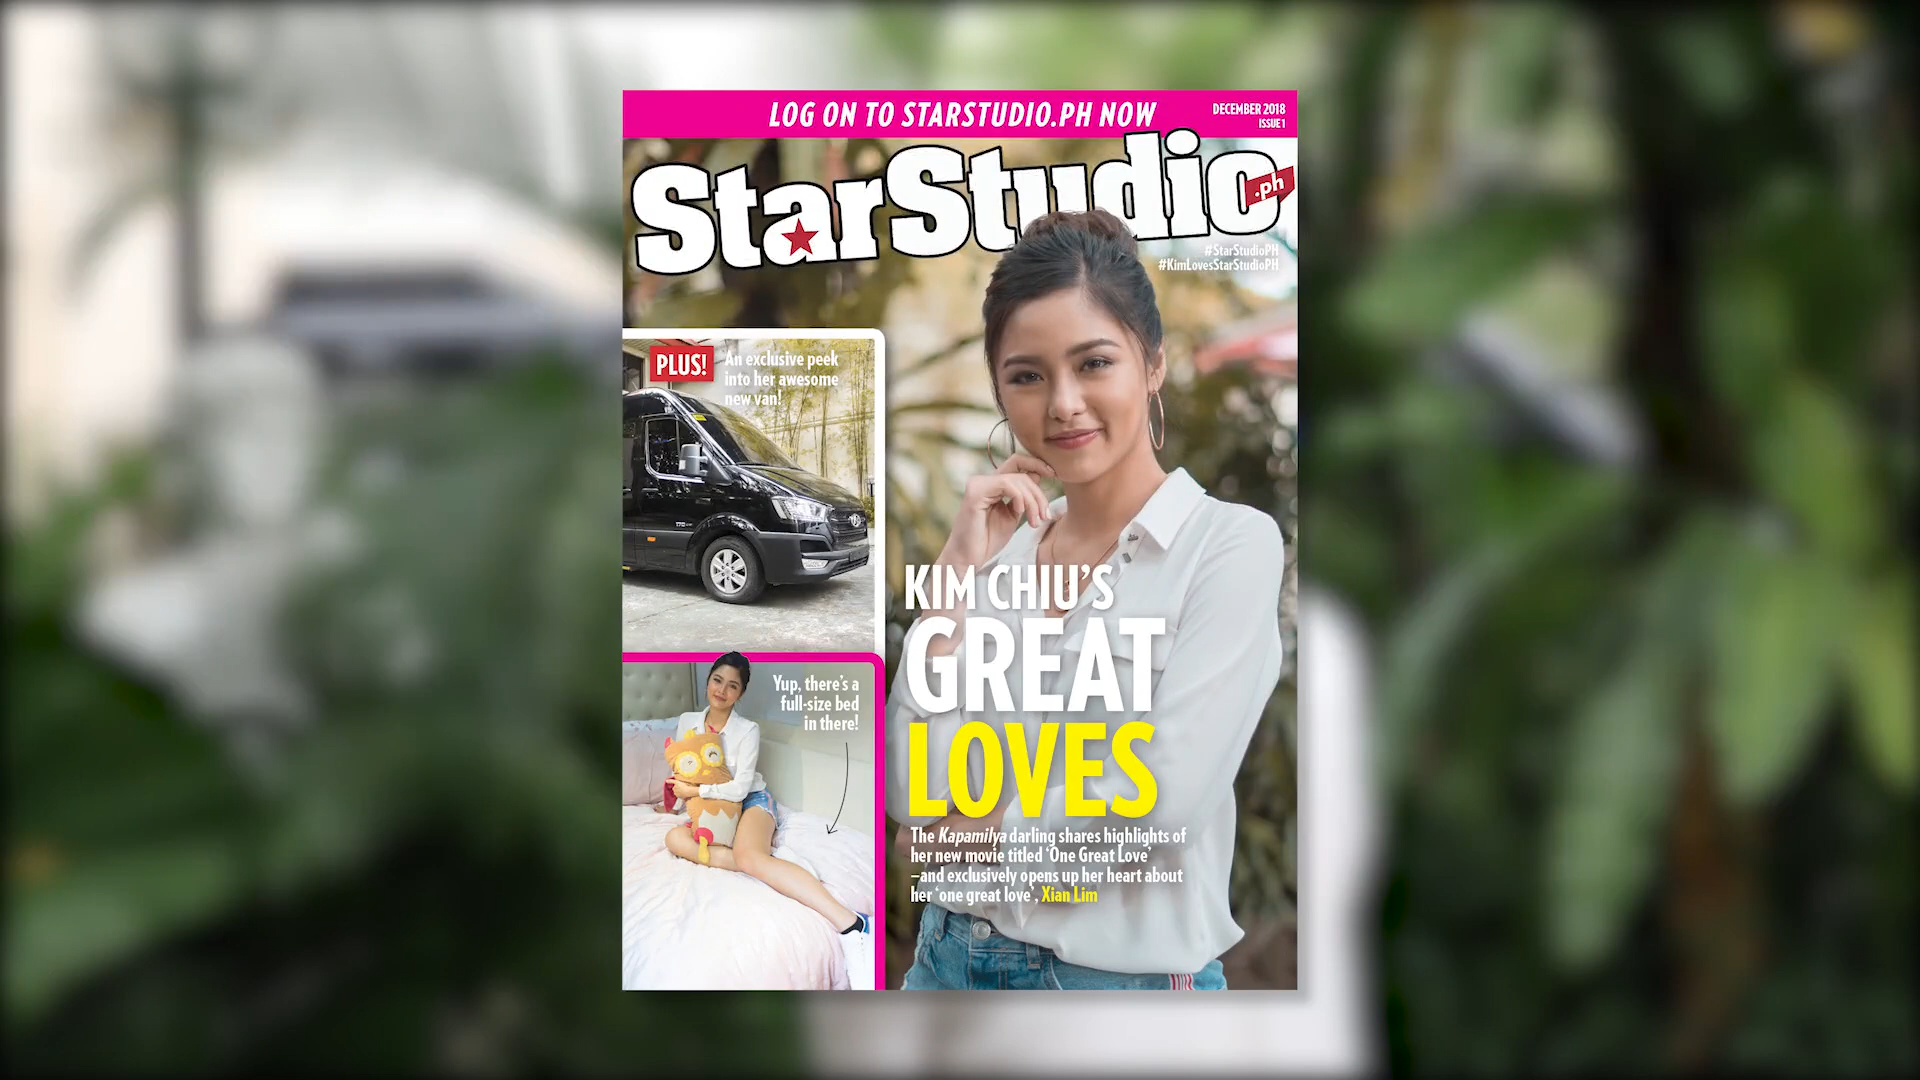 LOG ON TO STARSTUDIO.PH NOW
DECEMBER 2018
ISSUE 1
StarStudio
.ph
#StarStudioPH
#KimLovesStarStudioPH
PLUS!
An exclusive peek
into her awesome
new van!
Yup, there's a
full-size bed
in there!
KIM CHIU'S
GREAT
LOVES
The Kapamilya darling shares highlights of
her new movie titled 'One Great Love'
–and exclusively opens up her heart about
her 'one great love', Xian Lim